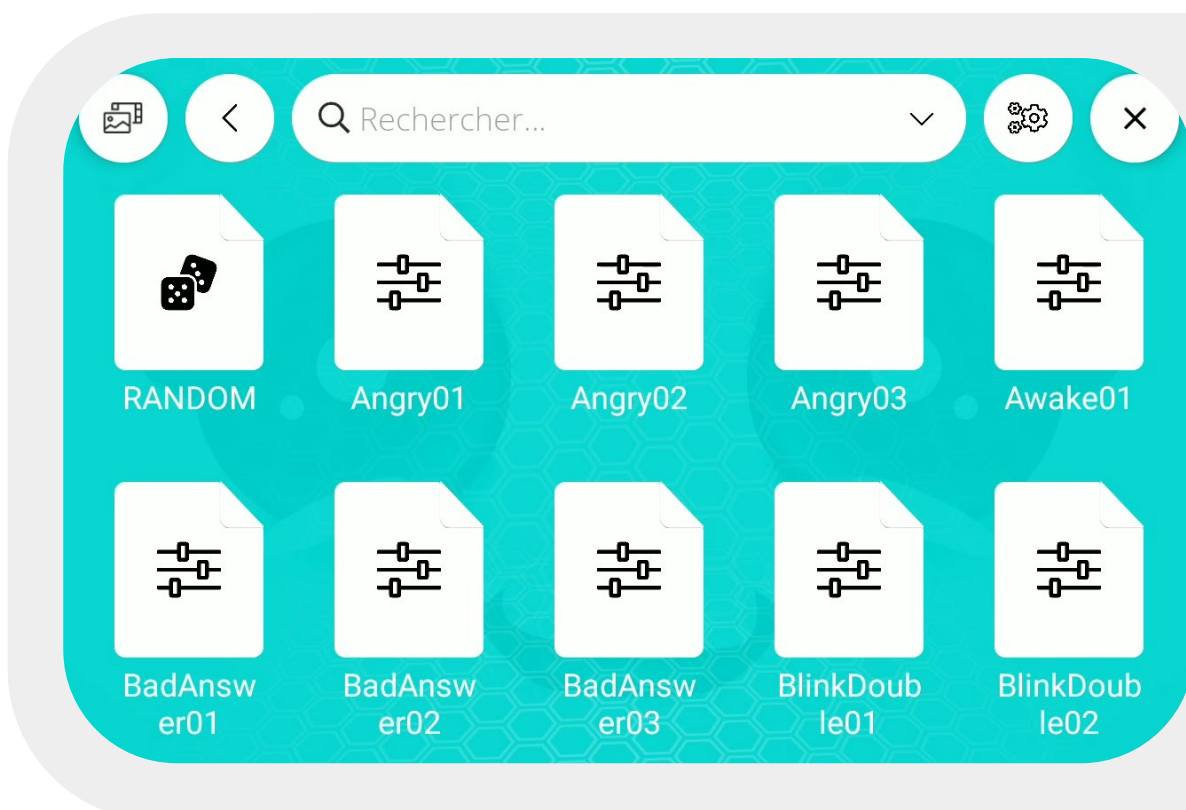 Rechercher...
RANDOM
Angry01
Angry02
Angry03
Awake01
BadAnsw
er01
BadAnsw
er02
BadAnsw
er03
BlinkDoub
le01
BlinkDoub
le02